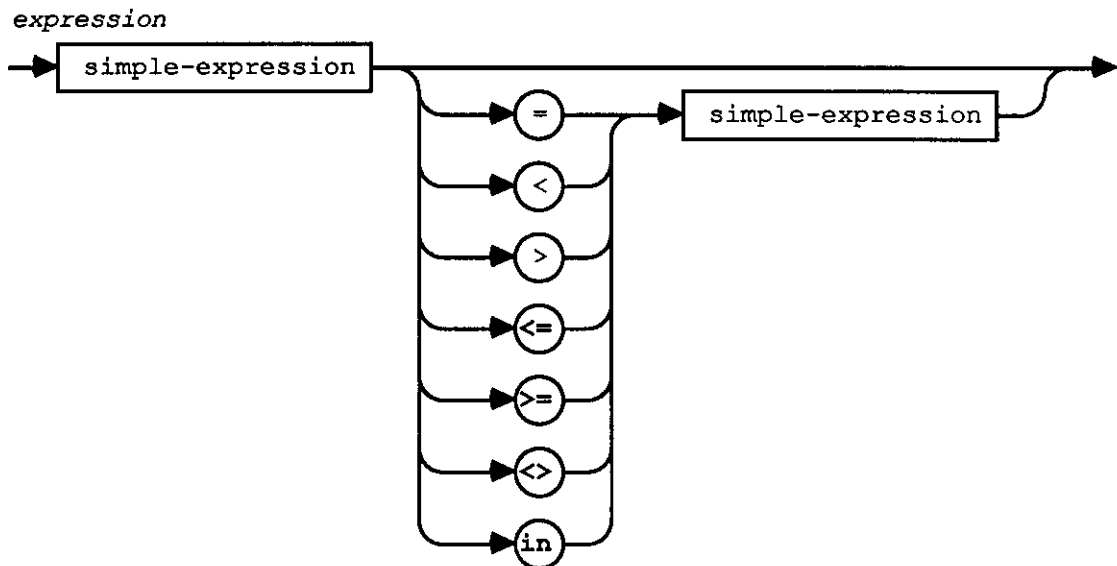 expression
simple-expression
= simple-expression
<
>
<=
>=
<>
in